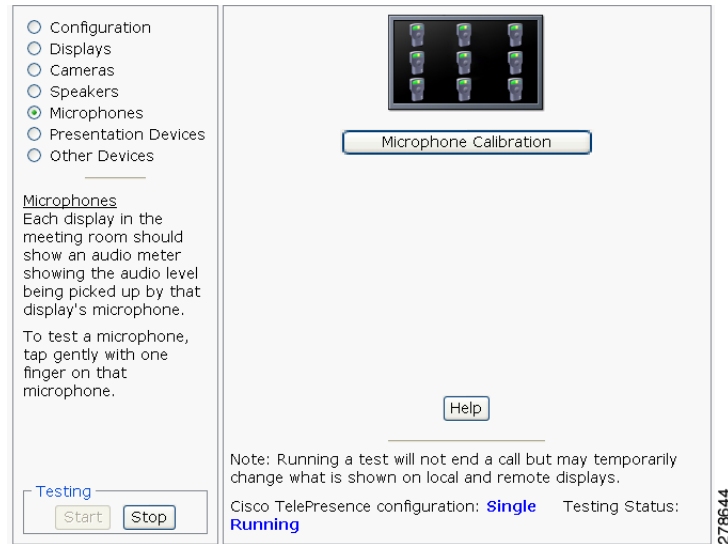 Configuration
Displays
Cameras
Speakers
Microphones
Presentation Devices
Other Devices
Microphones
Each display in the
meeting room should
show an audio meter
showing the audio level
being picked up by that
display's microphone.
To test a microphone,
tap gently with one
finger on that
microphone.
Testing
Start
Stop
Microphone Calibration
Help
Note: Running a test will not end a call but may temporarily
change what is shown on local and remote displays.
Cisco TelePresence configuration: Single Testing Status:
Running
278644